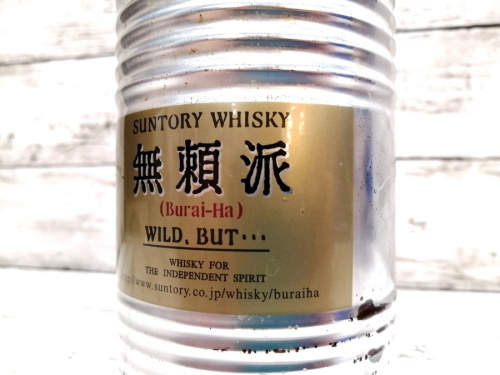 SUNTORY WHISKY
無頼派
(Burai-Ha)
WILD, BUT･･･
WHISKY FOR
THE INDEPENDENT SPIRIT
http://www.suntory.co.jp/whisky/buraiha